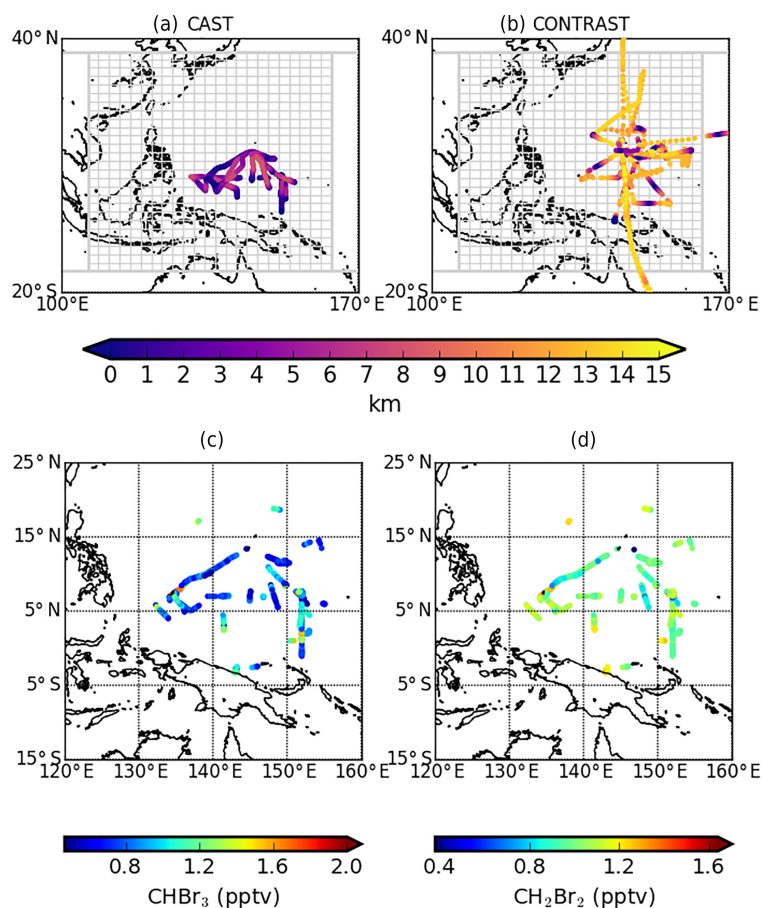 (a) CAST
(b) CONTRAST
40° N
20° S
100° E
170° E
100° E
170° E
0 1 2 3 4 5 6 7 8 9 10 11 12 13 14 15
km
(c)
(d)
25° N
15° N
5° N
5° S
15° S
120° E 130° E 140° E 150° E 160° E
25° N
15° N
5° N
5° S
15° S
120° E 130° E 140° E 150° E 160° E
0.8 1.2 1.6 2.0
CHBr₃ (pptv)
0.4 0.8 1.2 1.6
CH₂Br₂ (pptv)